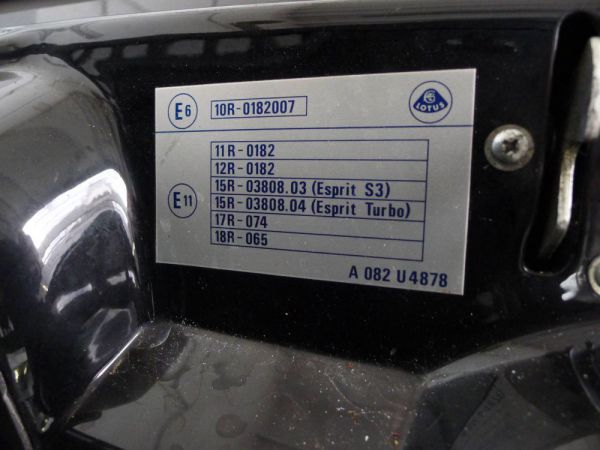 E6 10R-0182007
LOTUS
11R-0182
12R-0182
15R-03808.03 (Esprit S3)
E11 15R-03808.04 (Esprit Turbo)
17R-074
18R-065
A 082 U4878